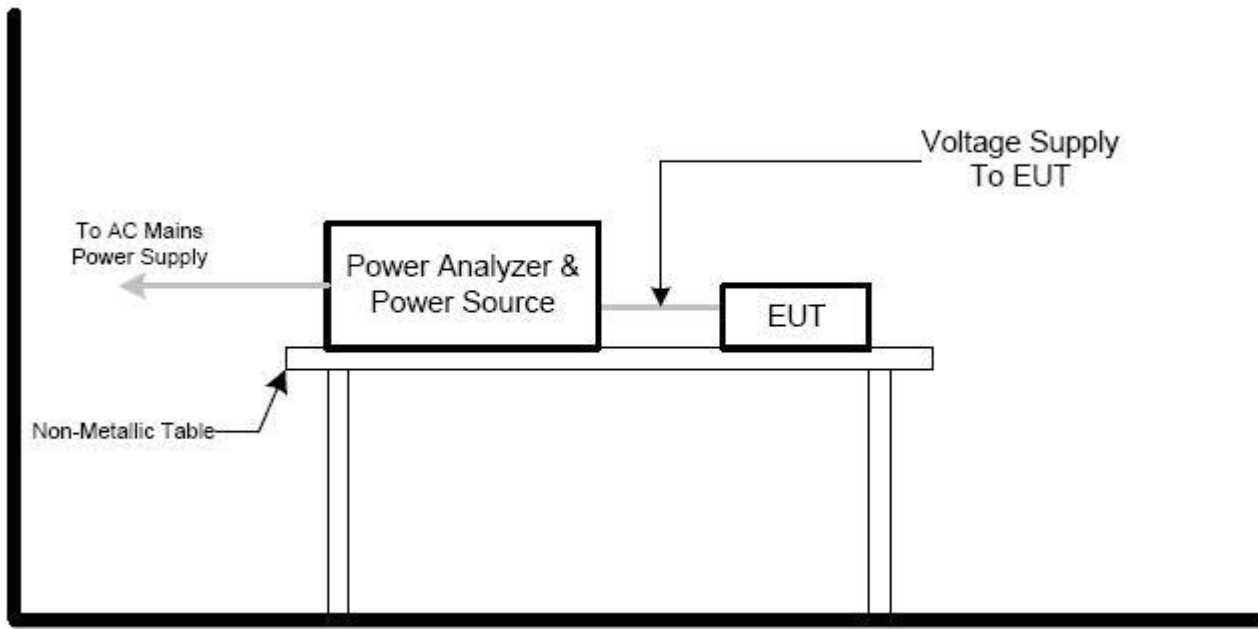 Voltage Supply
To EUT
To AC Mains
Power Supply
Power Analyzer &
Power Source
EUT
Non-Metallic Table